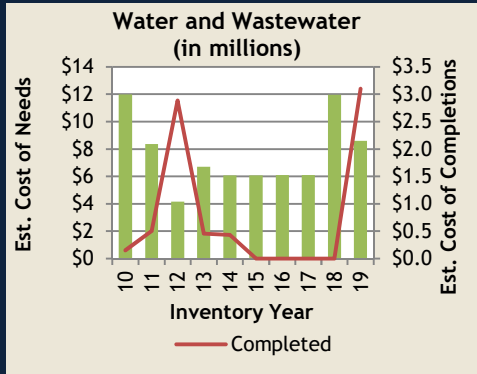 Water and Wastewater
(in millions)
Est. Cost of Needs
$14
$12
$10
$8
$6
$4
$2
$0
$3.5
$3.0
$2.5
$2.0
$1.5
$1.0
$0.5
$0.0
Est. Cost of Completions
10 11 12 13 14 15 16 17 18 19
Inventory Year
Completed